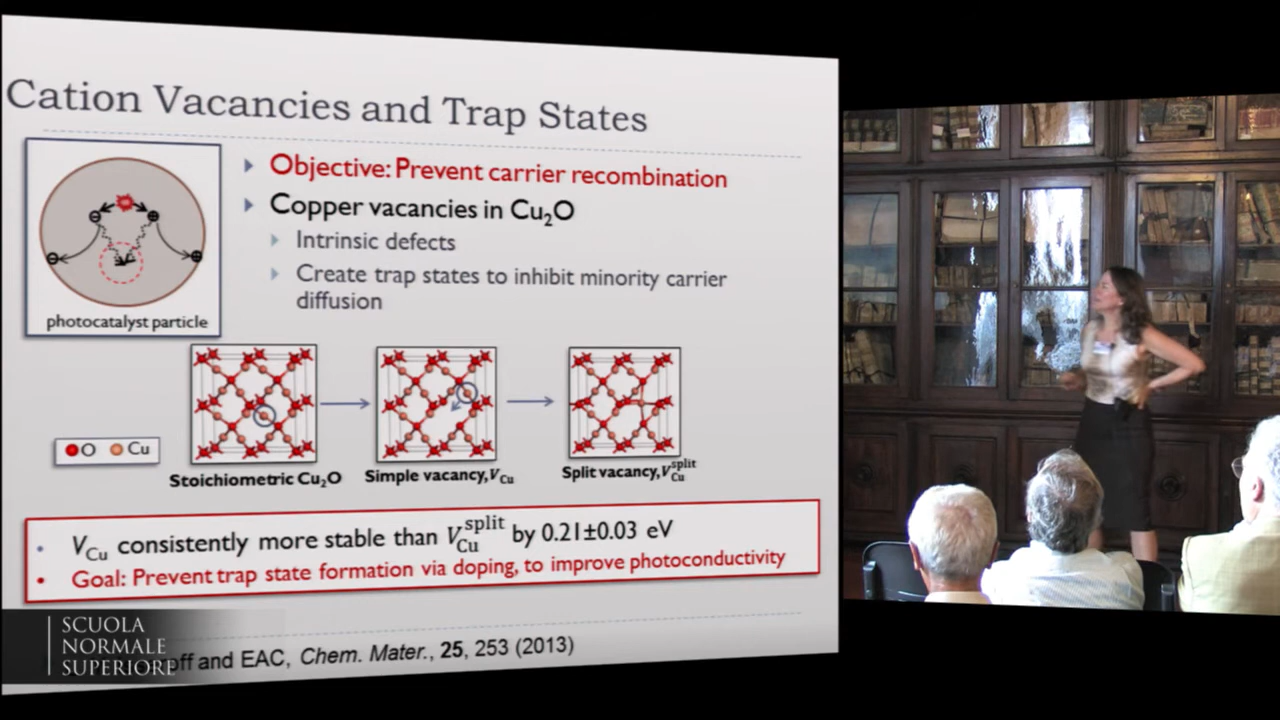 Cation Vacancies and Trap States
Objective: Prevent carrier recombination
Copper vacancies in Cu₂O
Intrinsic defects
Create trap states to inhibit minority carrier
diffusion
photocatalyst particle
O Cu
Stoichiometric Cu₂O
Simple vacancy, V_Cu
Split vacancy, V_Cu^split
• V_Cu consistently more stable than V_Cu^split by 0.21±0.03 eV
• Goal: Prevent trap state formation via doping, to improve photoconductivity
and EAC, Chem. Mater., 25, 253 (2013)
SCUOLA
NORMALE
SUPERIORE